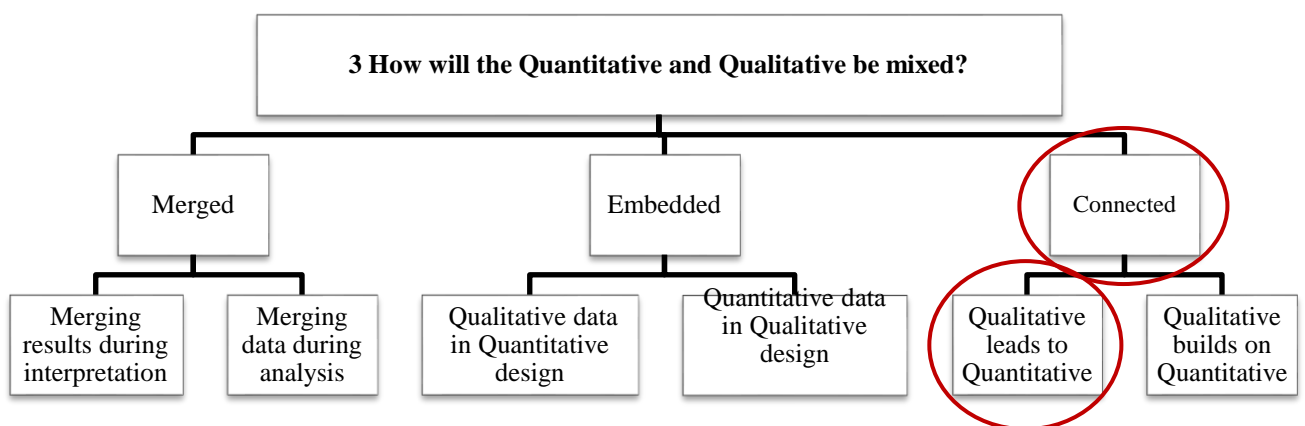 3 How will the Quantitative and Qualitative be mixed?
Merged
Embedded
Connected
Merging
results during
interpretation
Merging
data during
analysis
Qualitative data
in Quantitative
design
Quantitative data
in Qualitative
design
Qualitative
leads to
Quantitative
Qualitative
builds on
Quantitative